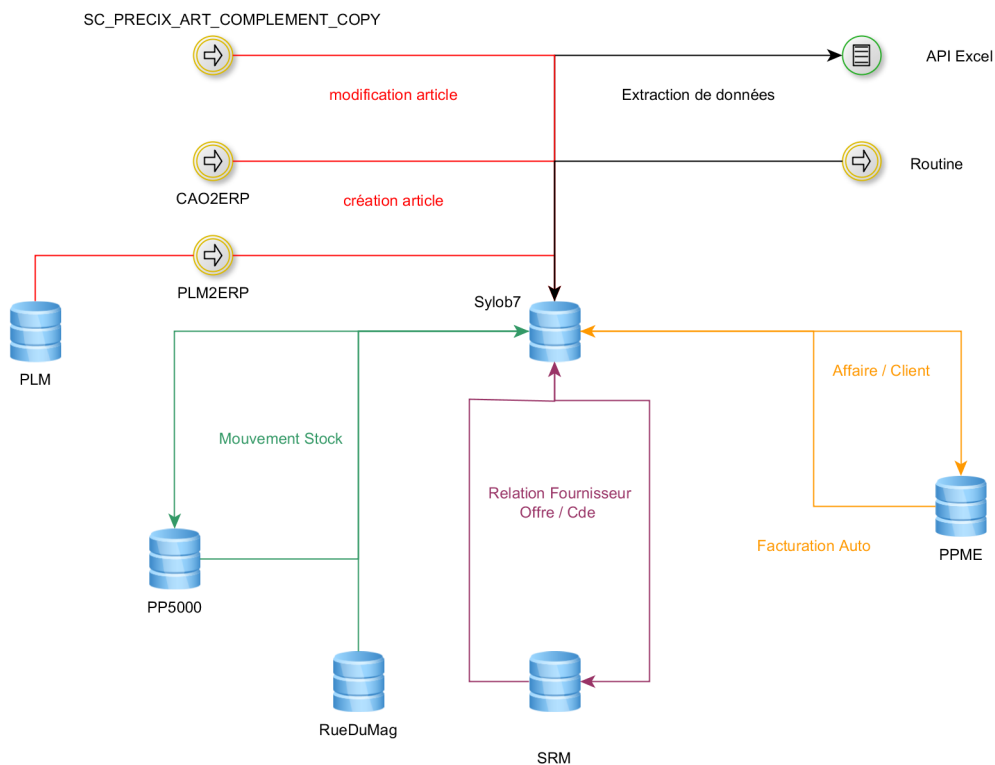 SC_PRECIX_ART_COMPLEMENT_COPY
API Excel
modification article
Extraction de données
Routine
CAO2ERP
création article
PLM2ERP
Sylob7
PLM
Affaire / Client
Mouvement Stock
Relation Fournisseur
Offre / Cde
Facturation Auto
PPME
PP5000
RueDuMag
SRM